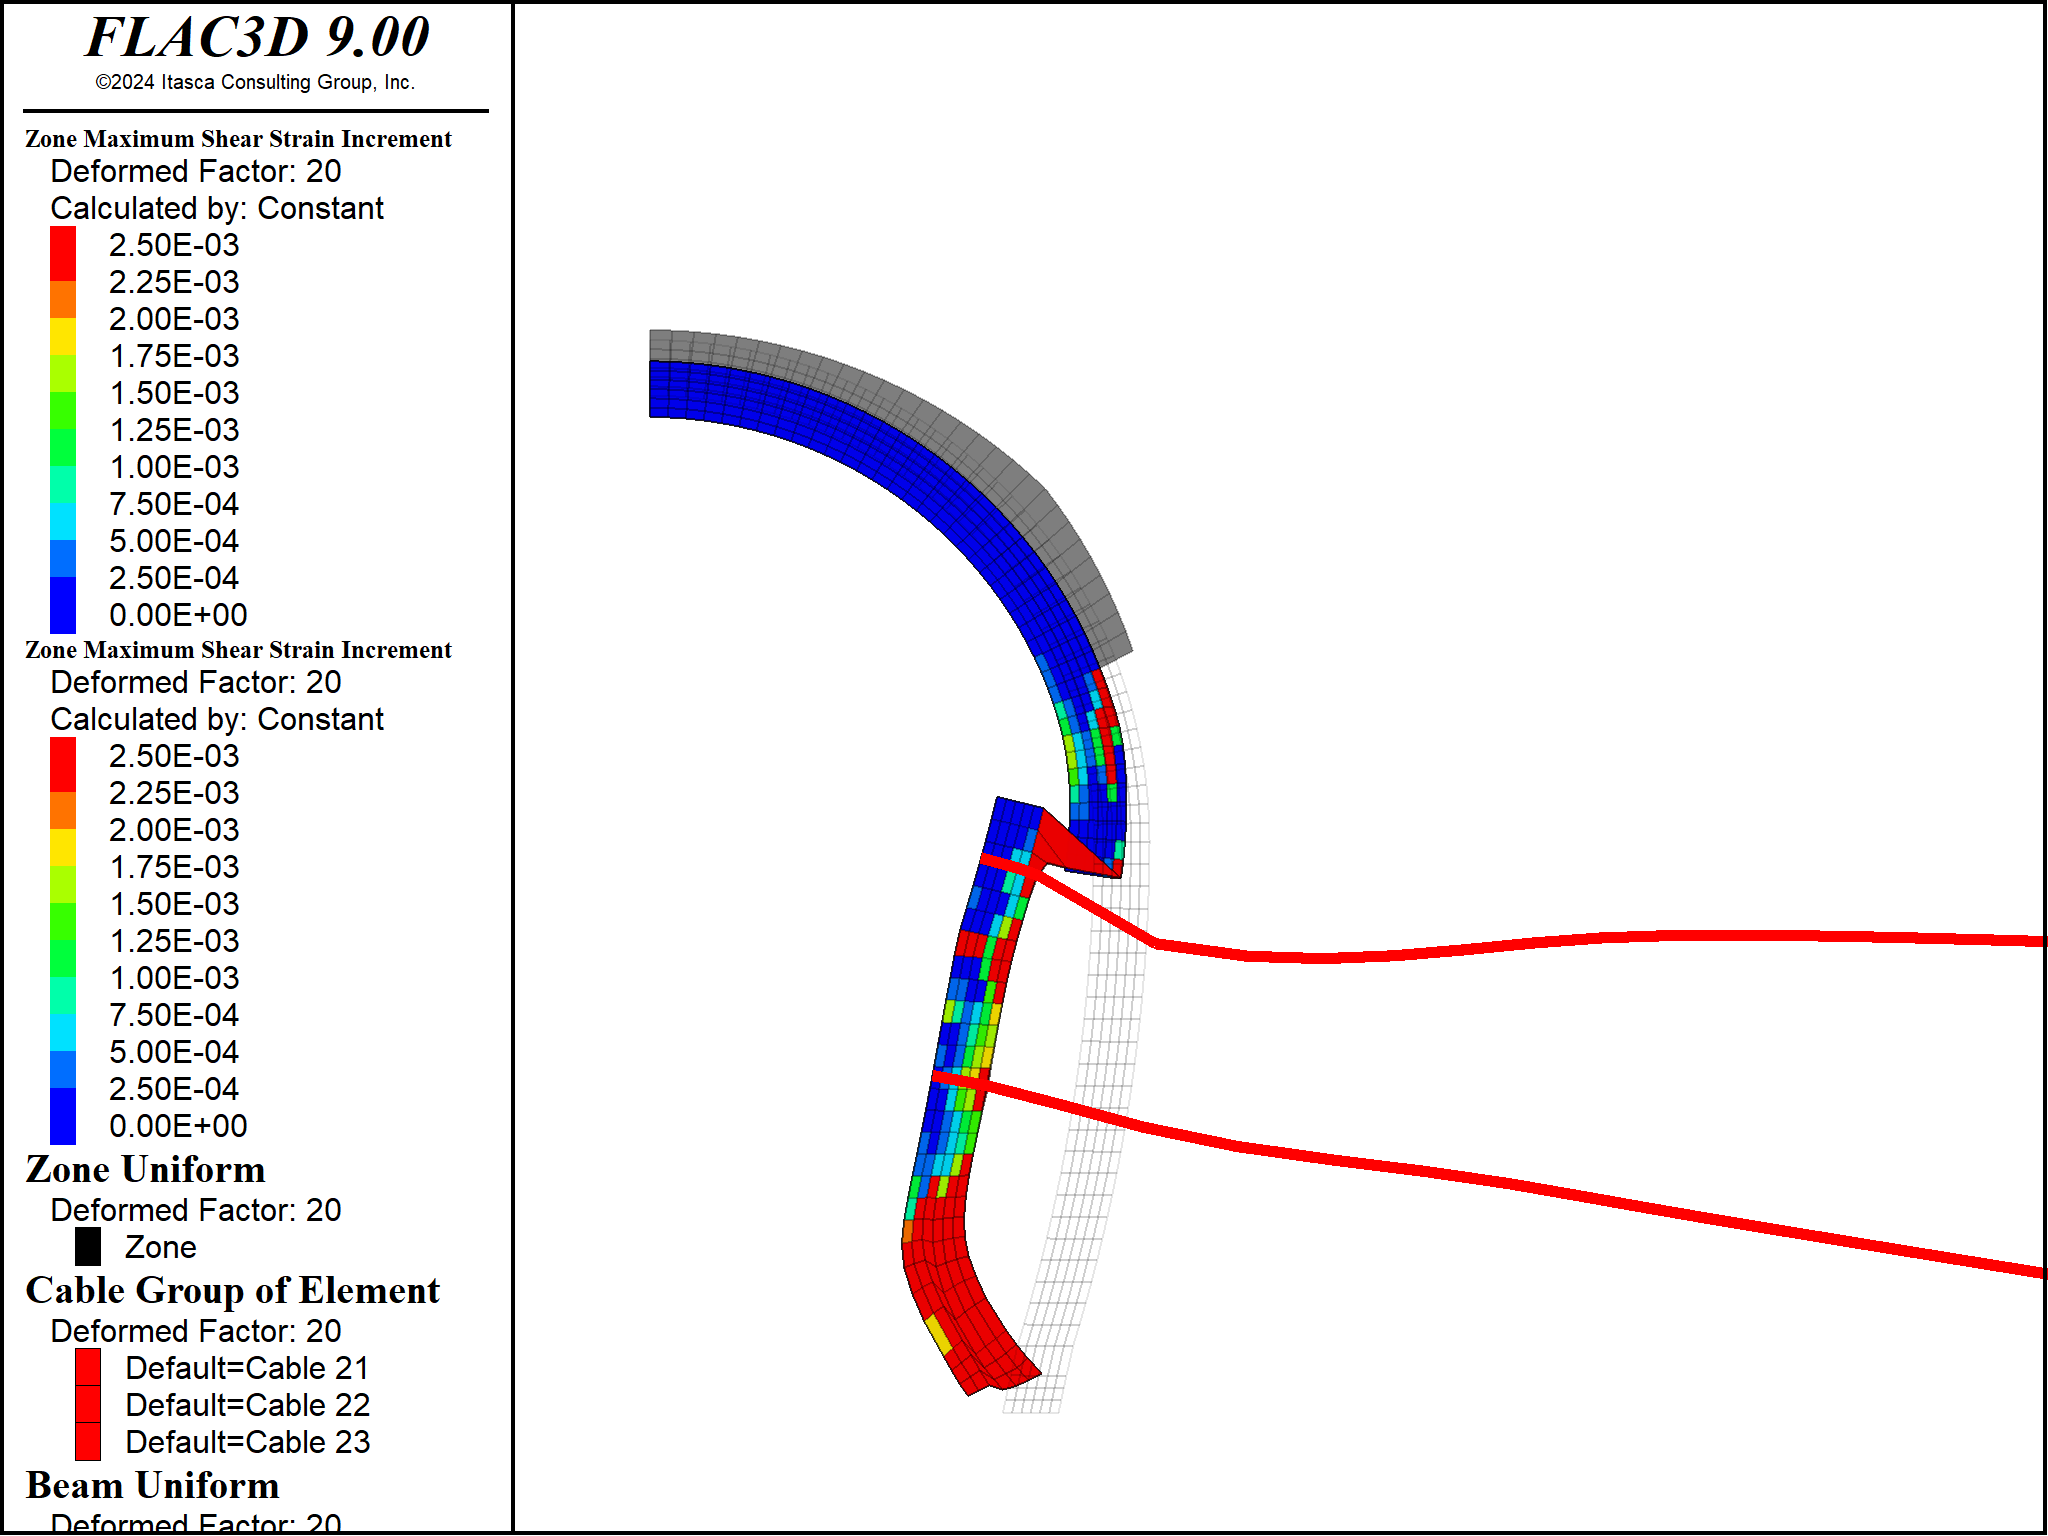 FLAC3D 9.00
©2024 Itasca Consulting Group, Inc.
Zone Maximum Shear Strain Increment
Deformed Factor: 20
Calculated by: Constant
2.50E-03
2.25E-03
2.00E-03
1.75E-03
1.50E-03
1.25E-03
1.00E-03
7.50E-04
5.00E-04
2.50E-04
0.00E+00
Zone Maximum Shear Strain Increment
Deformed Factor: 20
Calculated by: Constant
2.50E-03
2.25E-03
2.00E-03
1.75E-03
1.50E-03
1.25E-03
1.00E-03
7.50E-04
5.00E-04
2.50E-04
0.00E+00
Zone Uniform
Deformed Factor: 20
Zone
Cable Group of Element
Deformed Factor: 20
Default=Cable 21
Default=Cable 22
Default=Cable 23
Beam Uniform
Deformed Factor: 20